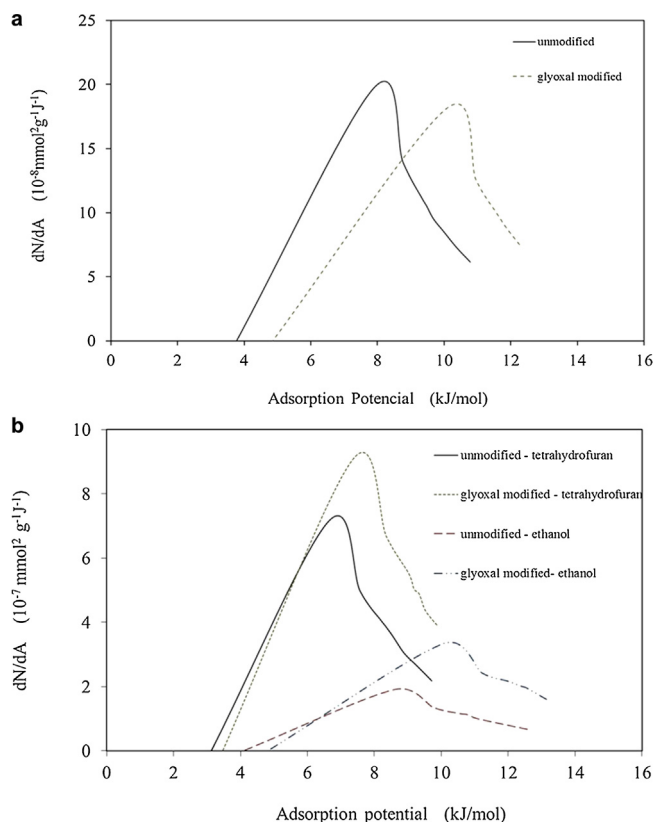 a
25
20
15
10
5
0
0 2 4 6 8 10 12 14 16
dN/dA (10-8mmol2g-1J-1)
Adsorption Potencial (kJ/mol)
unmodified
glyoxal modified
b
10
8
6
4
2
0
0 2 4 6 8 10 12 14 16
dN/dA (10-7 mmol2 g-1J-1)
Adsorption potential (kJ/mol)
unmodified - tetrahydrofuran
glyoxal modified - tetrahydrofuran
unmodified - ethanol
glyoxal modified- ethanol